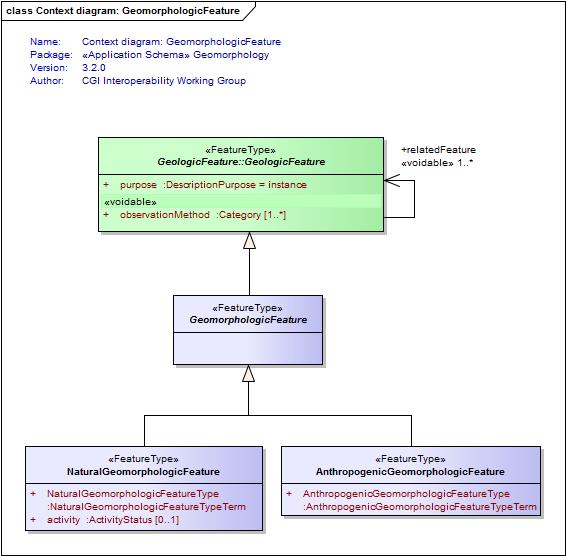 class Context diagram: GeomorphologicFeature
Name: Context diagram: GeomorphologicFeature
Package: «Application Schema» Geomorphology
Version: 3.2.0
Author: CGI Interoperability Working Group
«FeatureType»
GeologicFeature::GeologicFeature
+ purpose :DescriptionPurpose = instance
«voidable»
+ observationMethod :Category [1..*]
+relatedFeature
«voidable» 1..*
«FeatureType»
GeomorphologicFeature
«FeatureType»
NaturalGeomorphologicFeature
+ NaturalGeomorphologicFeatureType
:NaturalGeomorphologicFeatureTypeTerm
+ activity :ActivityStatus [0..1]
«FeatureType»
AnthropogenicGeomorphologicFeature
+ AnthropogenicGeomorphologicFeatureType
:AnthropogenicGeomorphologicFeatureTypeTerm